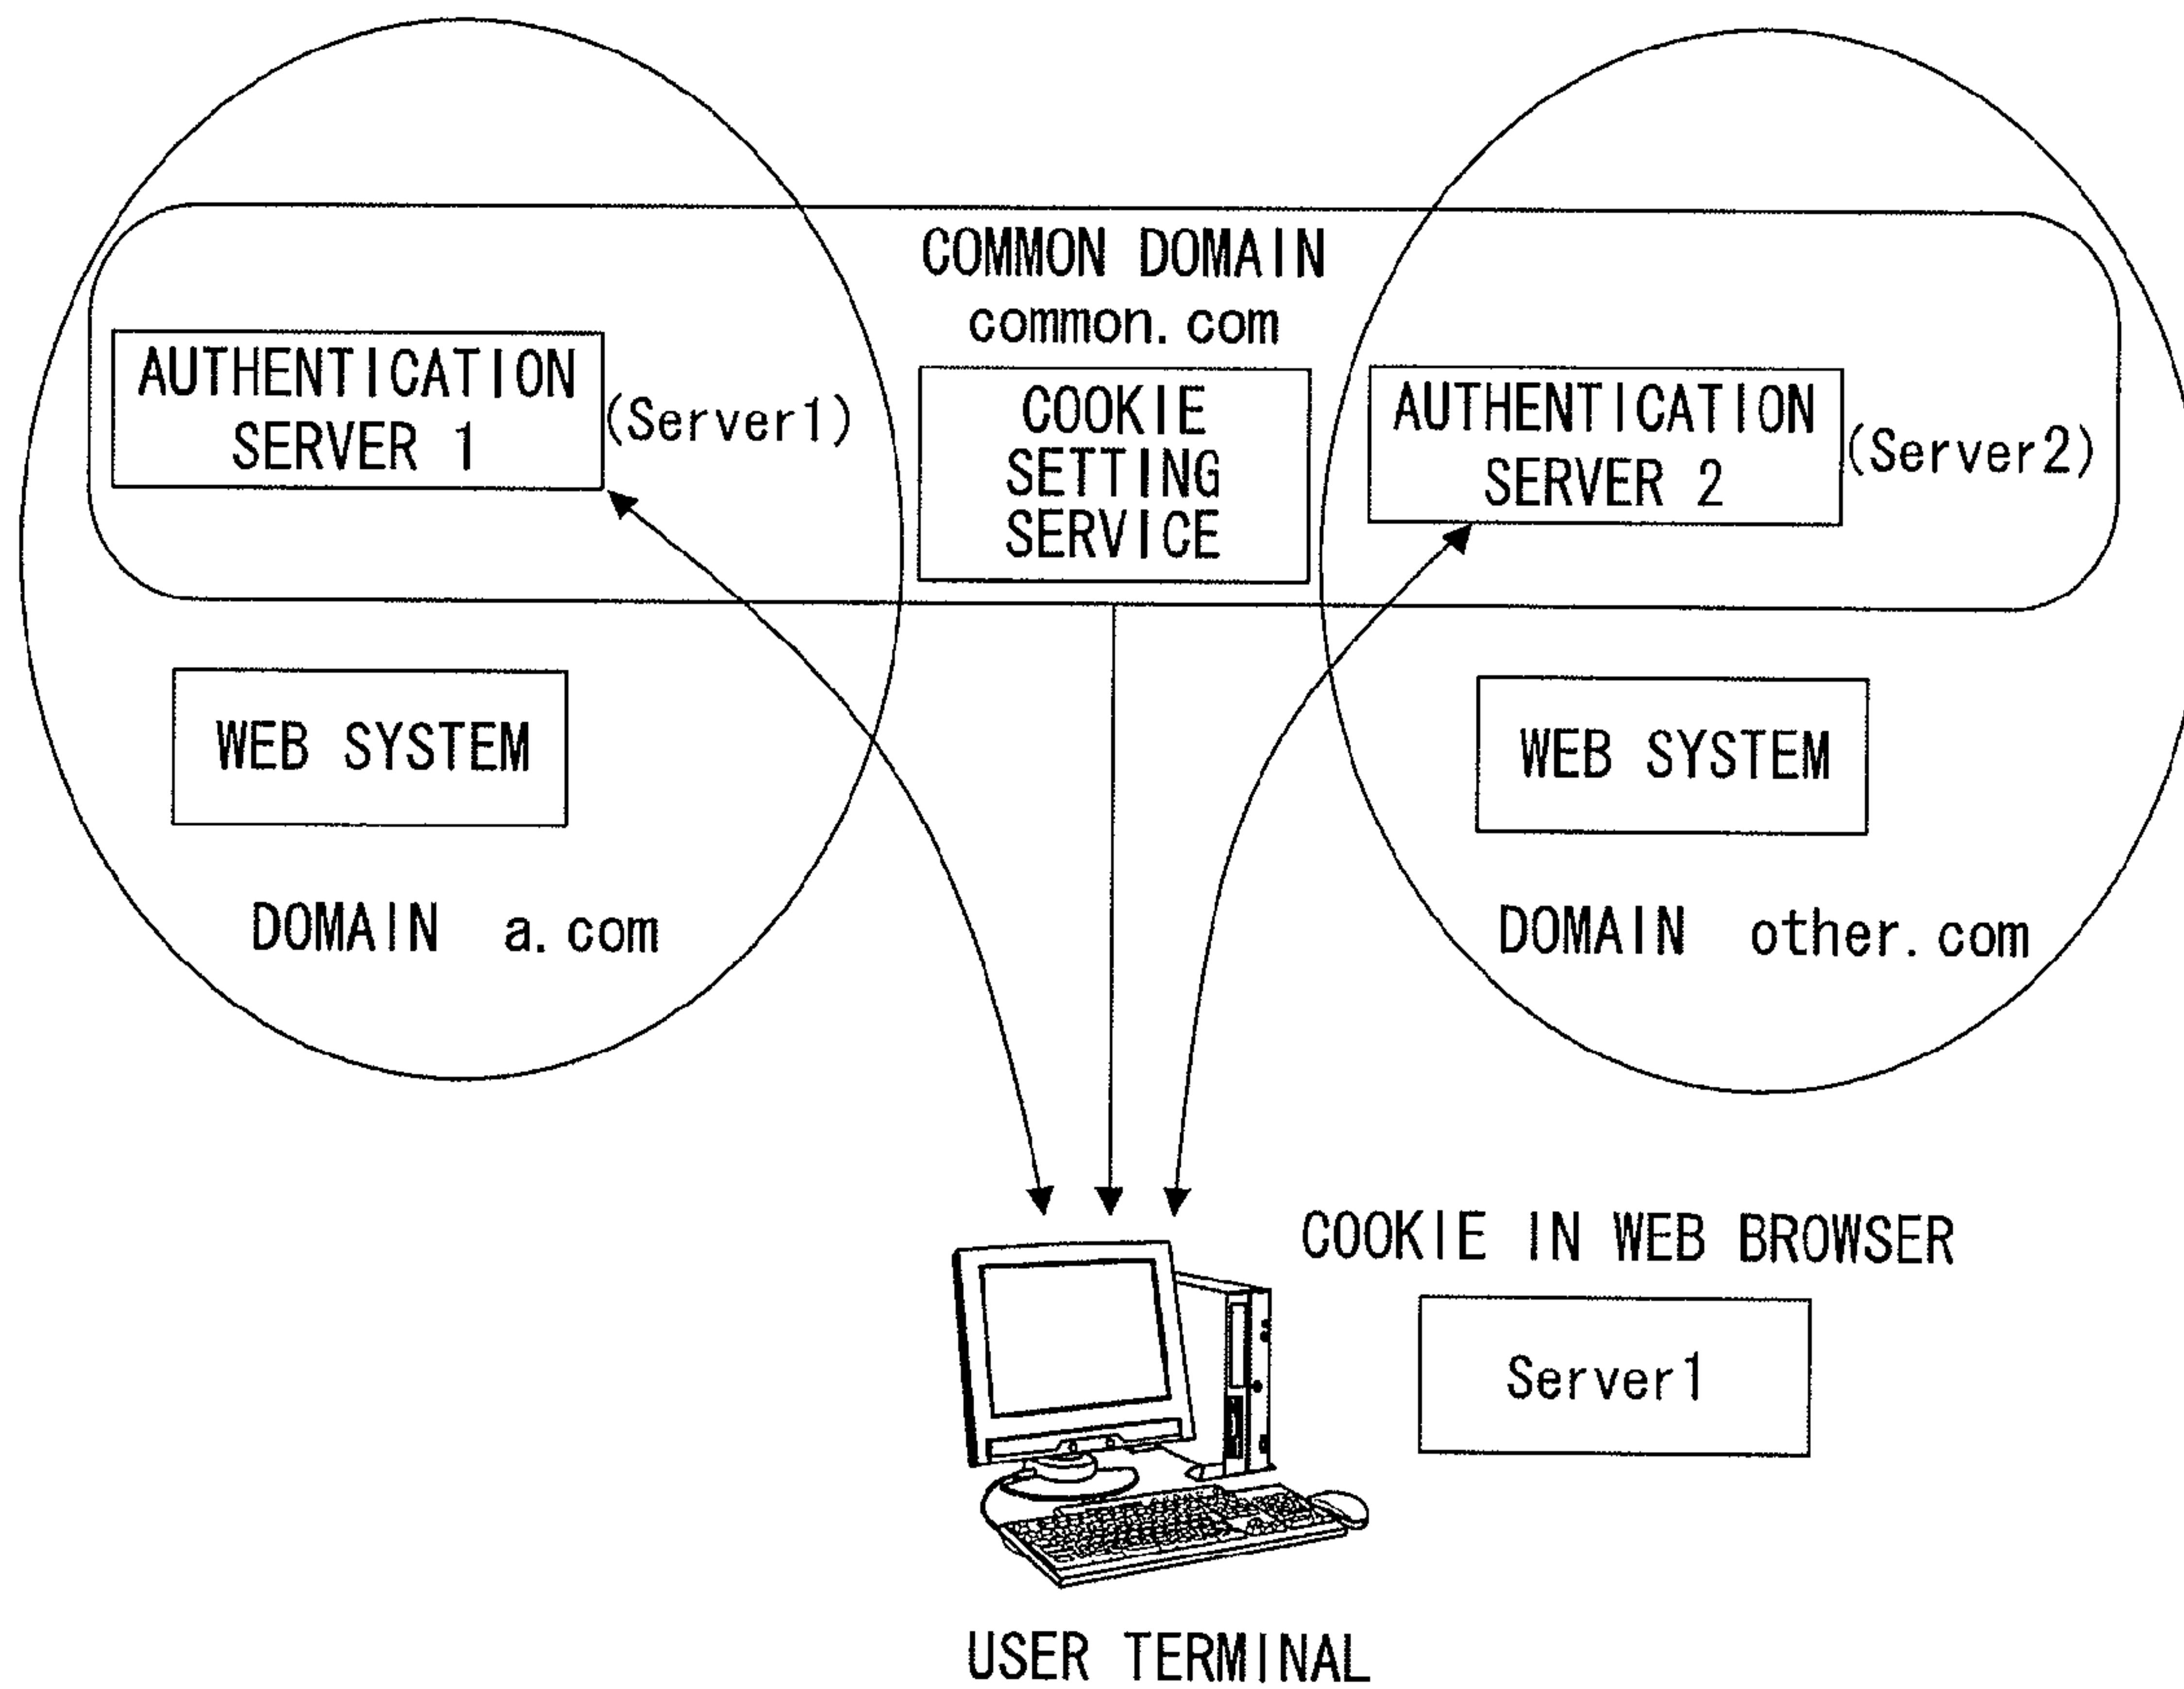 COMMON DOMAIN
common.com
AUTHENTICATION
SERVER 1
(Server1)
COOKIE
SETTING
SERVICE
AUTHENTICATION
SERVER 2
(Server2)
WEB SYSTEM
WEB SYSTEM
DOMAIN a.com
DOMAIN other.com
COOKIE IN WEB BROWSER
Server1
USER TERMINAL